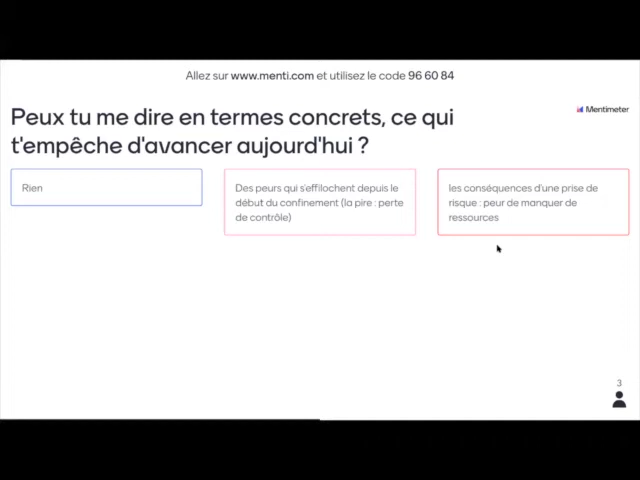 Allez sur www.menti.com et utilisez le code 96 60 84
Peux tu me dire en termes concrets, ce qui
t'empêche d'avancer aujourd'hui ?
Mentimeter
Rien
Des peurs qui s'effilochent depuis le
début du confinement (la pire : perte
de contrôle)
les conséquences d'une prise de
risque : peur de manquer de
ressources
3